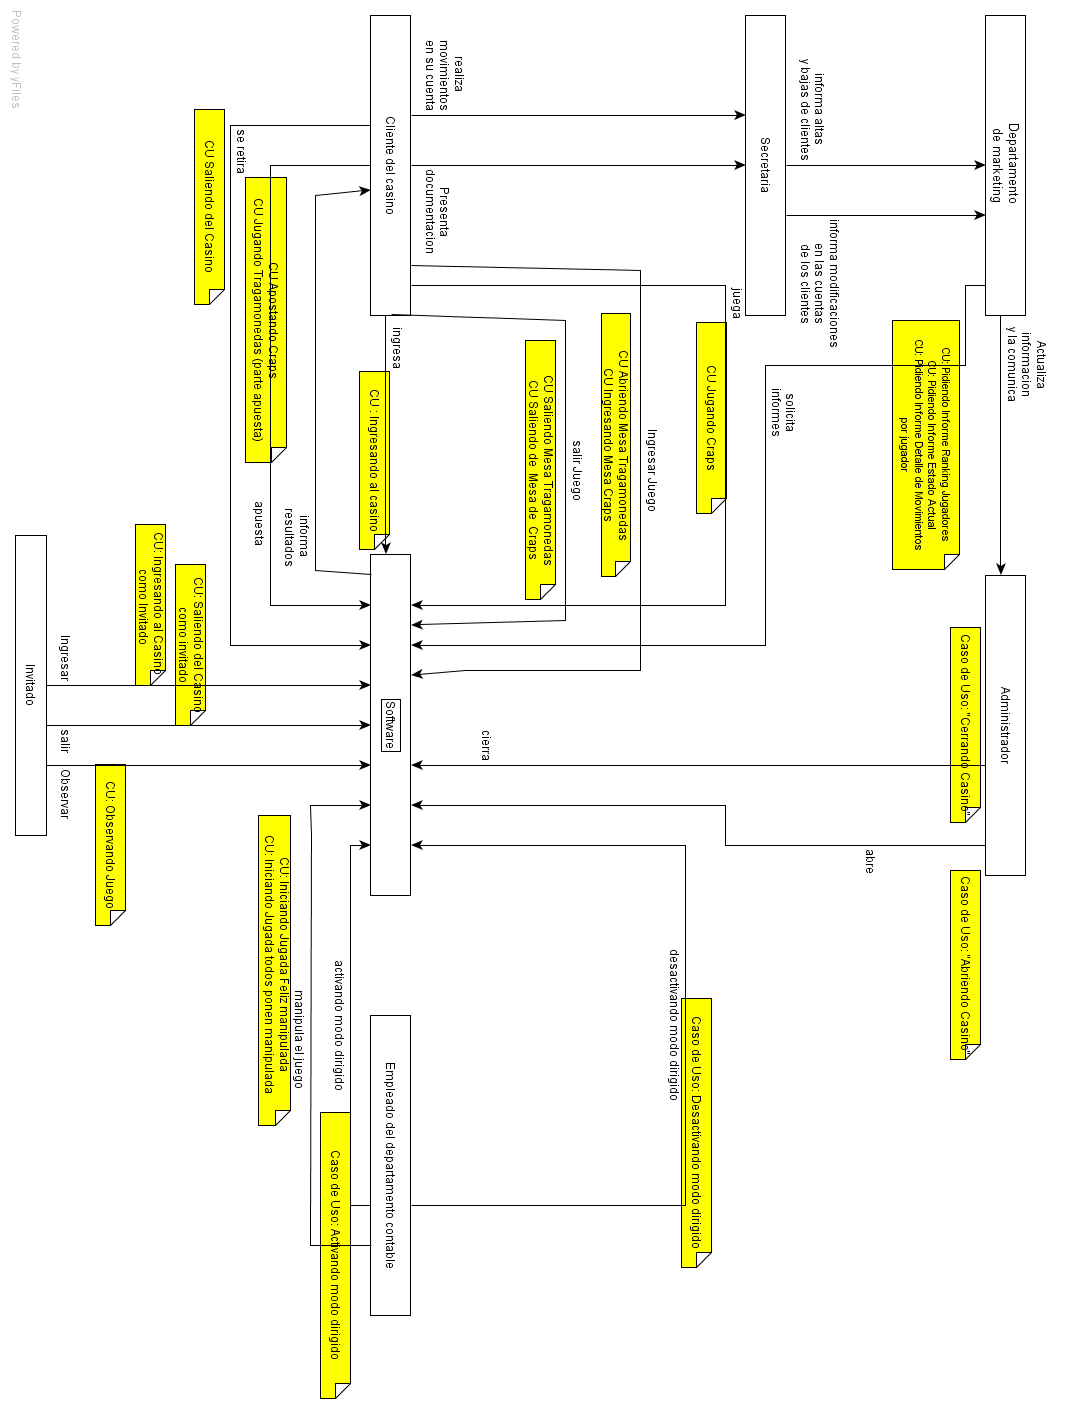 Departamento
de marketing
Actualiza
informacion
y la comunica
Administrador
informa altas
y bajas de clientes
informa modificaciones
en las cuentas
de los clientes
CU:Pidiendo Informe Ranking Jugadores
CU: Pidiendo Informe Estado Actual
CU: Pidiendo Informe Detalle de Movimientos
por jugador
Caso de Uso: "Cerrando Casino"
Caso de Uso: "Abriendo Casino"
abre
Secretaria
solicita
informes
juega
CU Jugando Craps
Caso de Uso: Desactivando modo dirigido
desactivando modo dirigido
Ingresar Juego
CU Abriendo Mesa Tragamonedas
CU Ingresando Mesa Craps
salir Juego
CU Saliendo Mesa Tragamonedas
CU Saliendo de  Mesa de  Craps
cierra
realiza
movimientos
en su cuenta
Presenta
documentacion
Cliente del casino
ingresa
CU : Ingresando al casino
Software
Empleado del departamento contable
activando modo dirigido
Caso de Uso: Activando modo dirigido
informa
resultados
manipula el juego
CU: Iniciando Jugada Feliz manipulada
CU: Iniciando Jugada todos ponen manipulada
CU Apostando Craps
CU Jugando Tragamonedas (parte apuesta)
apuesta
se retira
CU Saliendo del Casino
CU: Saliendo del Casino
como invitado
CU: Ingresando al Casino
como Invitado
CU: Observando Juego
Ingresar
salir
Observar
Invitado
Powered by yFiles